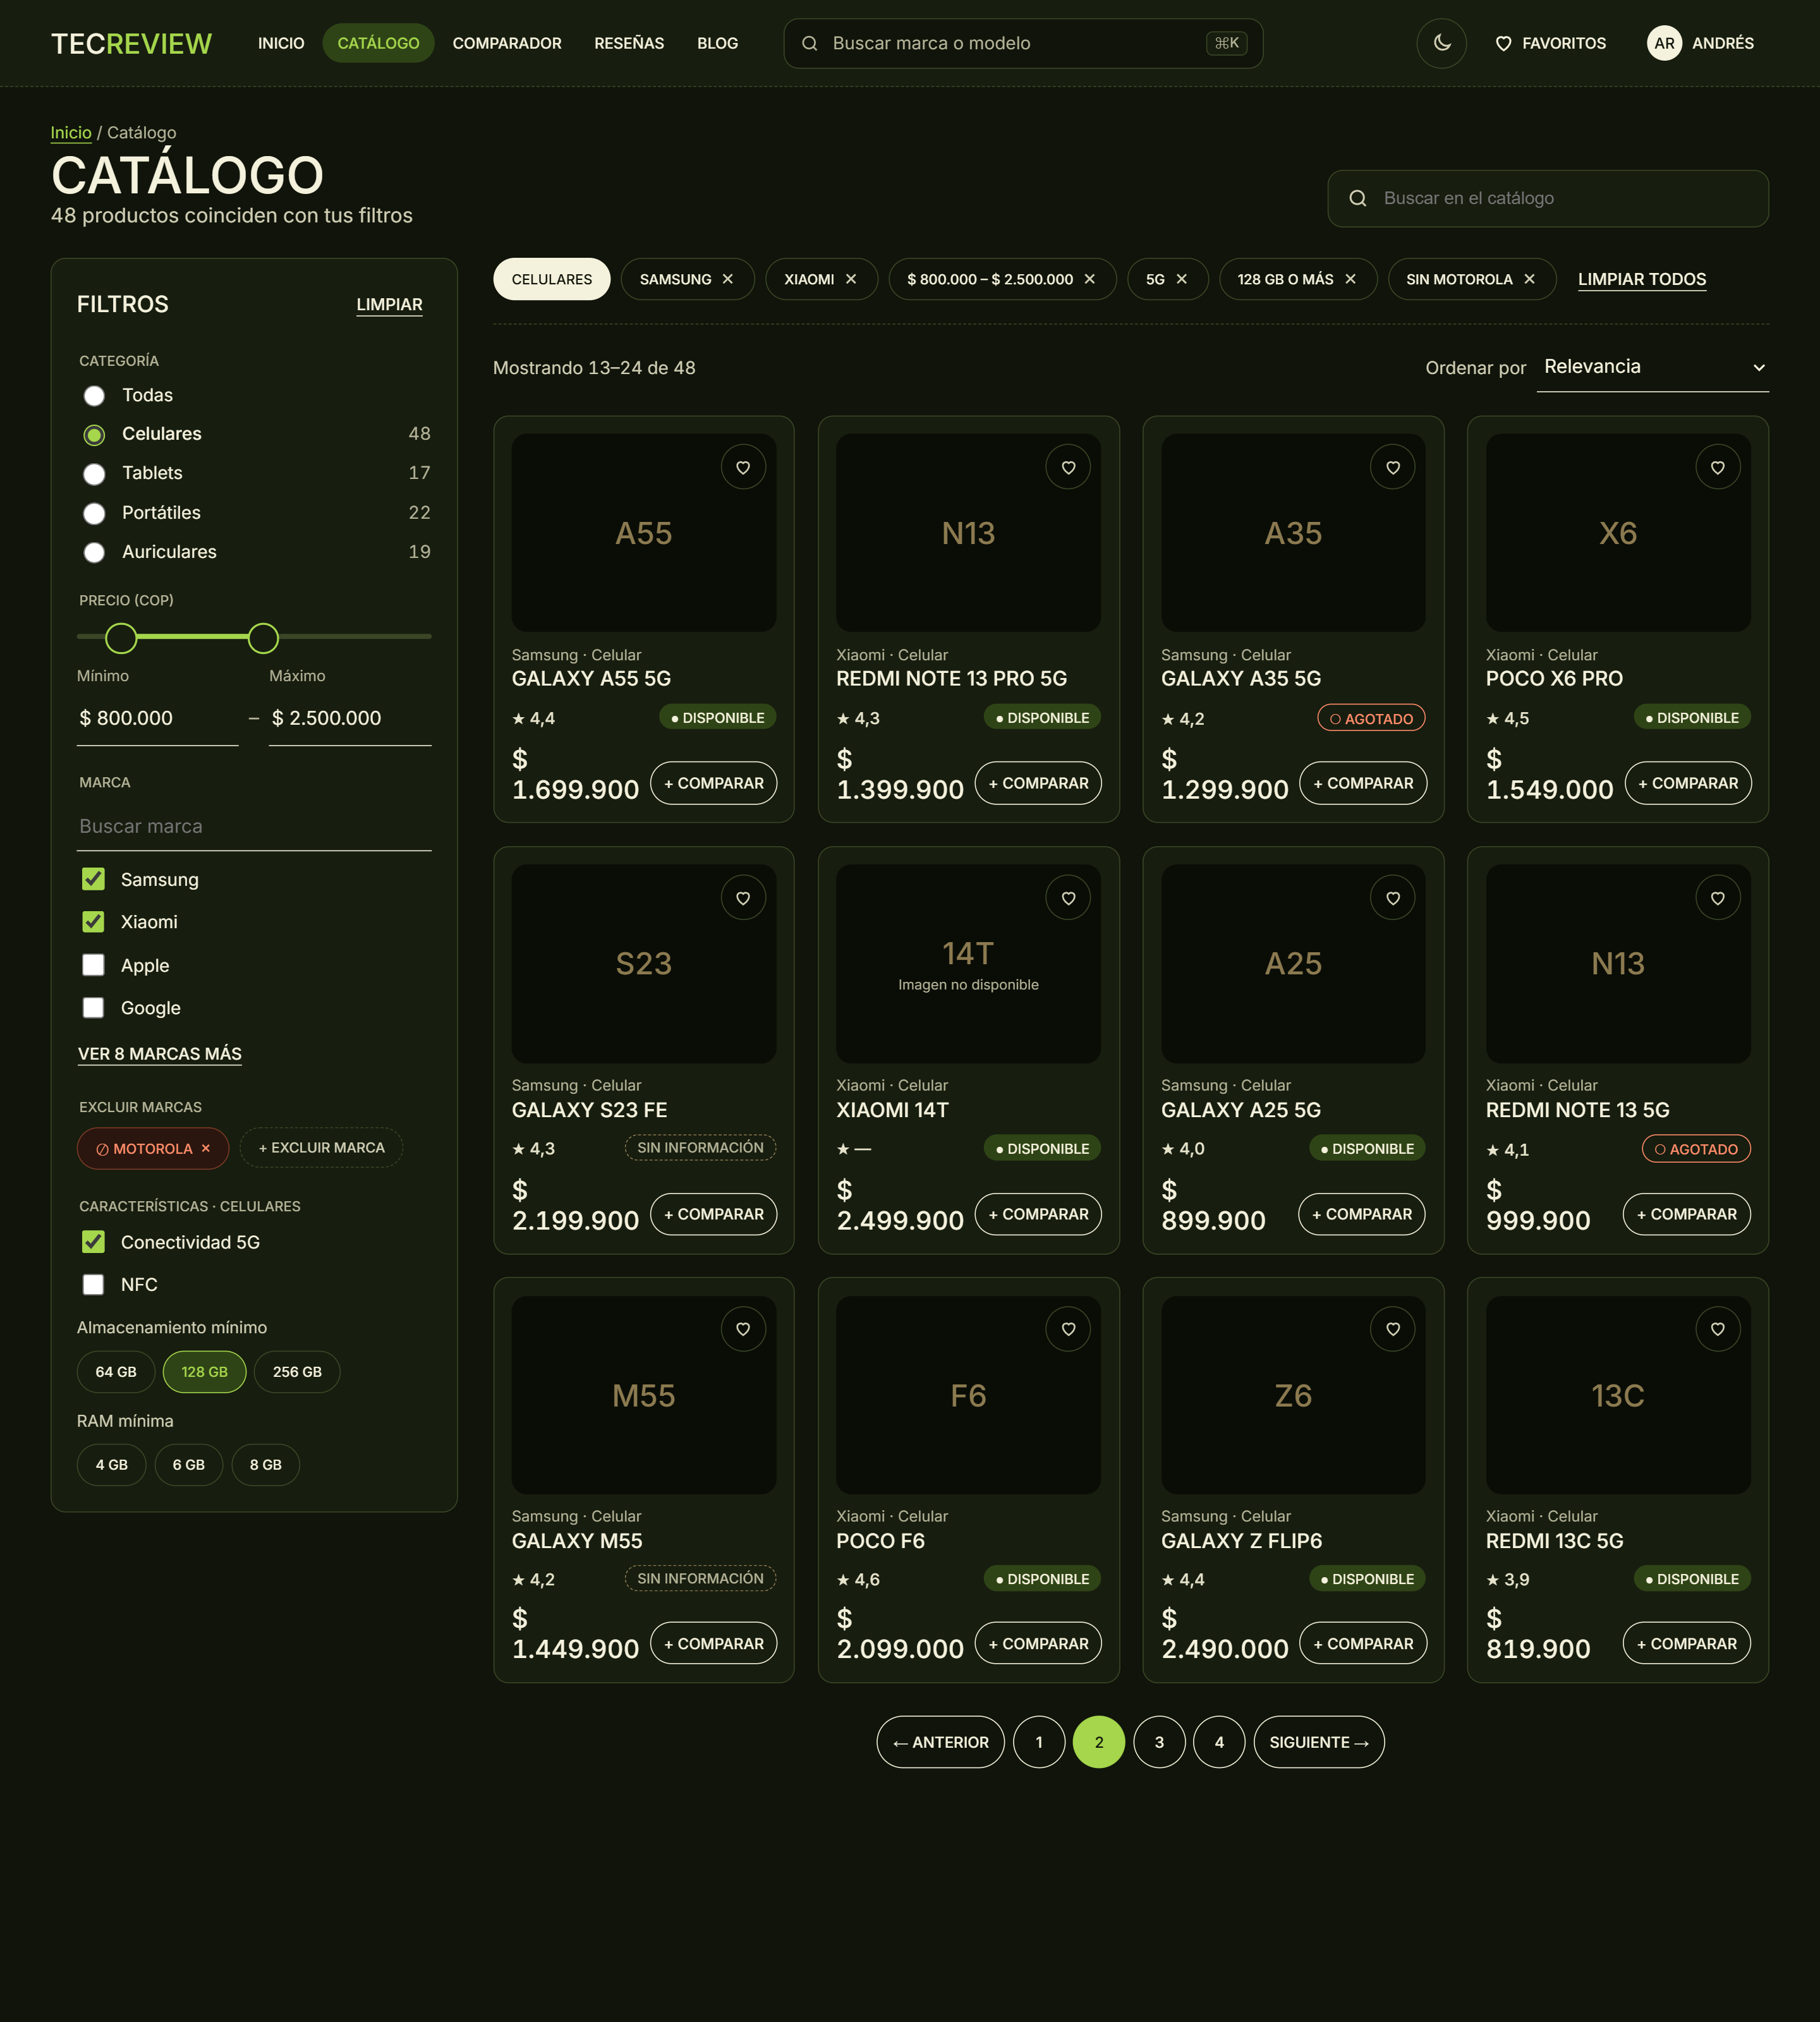 TECREVIEW
INICIO
CATÁLOGO
COMPARADOR
RESEÑAS
BLOG
Buscar marca o modelo
⌘K
FAVORITOS
AR
ANDRÉS
Inicio / Catálogo
CATÁLOGO
48 productos coinciden con tus filtros
Buscar en el catálogo
FILTROS
LIMPIAR
CATEGORÍA
Todas
Celulares 48
Tablets 17
Portátiles 22
Auriculares 19
PRECIO (COP)
Mínimo
Máximo
$ 800.000 – $ 2.500.000
MARCA
Buscar marca
Samsung
Xiaomi
Apple
Google
VER 8 MARCAS MÁS
EXCLUIR MARCAS
MOTOROLA ×
+ EXCLUIR MARCA
CARACTERÍSTICAS · CELULARES
Conectividad 5G
NFC
Almacenamiento mínimo
64 GB
128 GB
256 GB
RAM mínima
4 GB
6 GB
8 GB
CELULARES
SAMSUNG ✕
XIAOMI ✕
$ 800.000 – $ 2.500.000 ✕
5G ✕
128 GB O MÁS ✕
SIN MOTOROLA ✕
LIMPIAR TODOS
Mostrando 13–24 de 48
Ordenar por
Relevancia
A55
Samsung · Celular
GALAXY A55 5G
★ 4,4
● DISPONIBLE
$
1.699.900
+ COMPARAR
N13
Xiaomi · Celular
REDMI NOTE 13 PRO 5G
★ 4,3
● DISPONIBLE
$
1.399.900
+ COMPARAR
A35
Samsung · Celular
GALAXY A35 5G
★ 4,2
○ AGOTADO
$
1.299.900
+ COMPARAR
X6
Xiaomi · Celular
POCO X6 PRO
★ 4,5
● DISPONIBLE
$
1.549.000
+ COMPARAR
S23
Samsung · Celular
GALAXY S23 FE
★ 4,3
SIN INFORMACIÓN
$
2.199.900
+ COMPARAR
14T
Imagen no disponible
Xiaomi · Celular
XIAOMI 14T
★ —
● DISPONIBLE
$
2.499.900
+ COMPARAR
A25
Samsung · Celular
GALAXY A25 5G
★ 4,0
● DISPONIBLE
$
899.900
+ COMPARAR
N13
Xiaomi · Celular
REDMI NOTE 13 5G
★ 4,1
○ AGOTADO
$
999.900
+ COMPARAR
M55
Samsung · Celular
GALAXY M55
★ 4,2
SIN INFORMACIÓN
$
1.449.900
+ COMPARAR
F6
Xiaomi · Celular
POCO F6
★ 4,6
● DISPONIBLE
$
2.099.000
+ COMPARAR
Z6
Samsung · Celular
GALAXY Z FLIP6
★ 4,4
● DISPONIBLE
$
2.490.000
+ COMPARAR
13C
Xiaomi · Celular
REDMI 13C 5G
★ 3,9
● DISPONIBLE
$
819.900
+ COMPARAR
← ANTERIOR
1
2
3
4
SIGUIENTE →